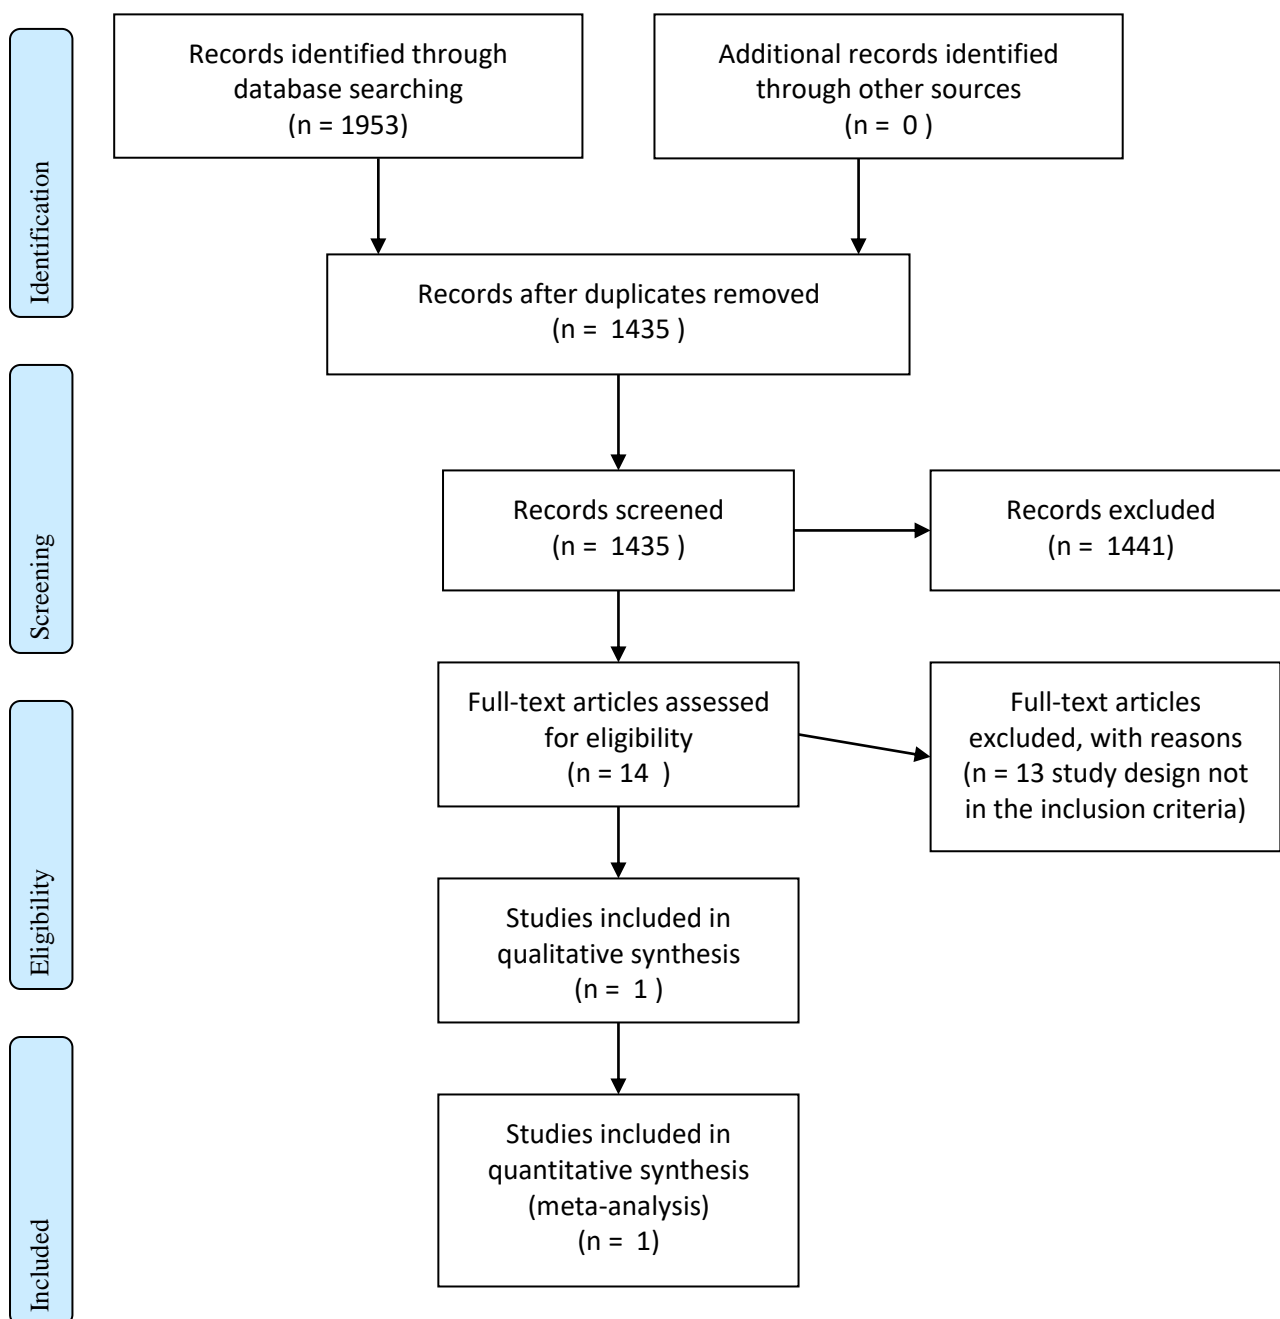 Identification
Records identified through
database searching
(n = 1953)
Additional records identified
through other sources
(n =  0 )
Records after duplicates removed
(n =  1435 )
Screening
Records screened
(n =  1435 )
Records excluded
(n =  1441)
Eligibility
Full-text articles assessed
for eligibility
(n = 14  )
Full-text articles
excluded, with reasons
(n = 13 study design not
in the inclusion criteria)
Studies included in
qualitative synthesis
(n =  1 )
Included
Studies included in
quantitative synthesis
(meta-analysis)
(n =  1)